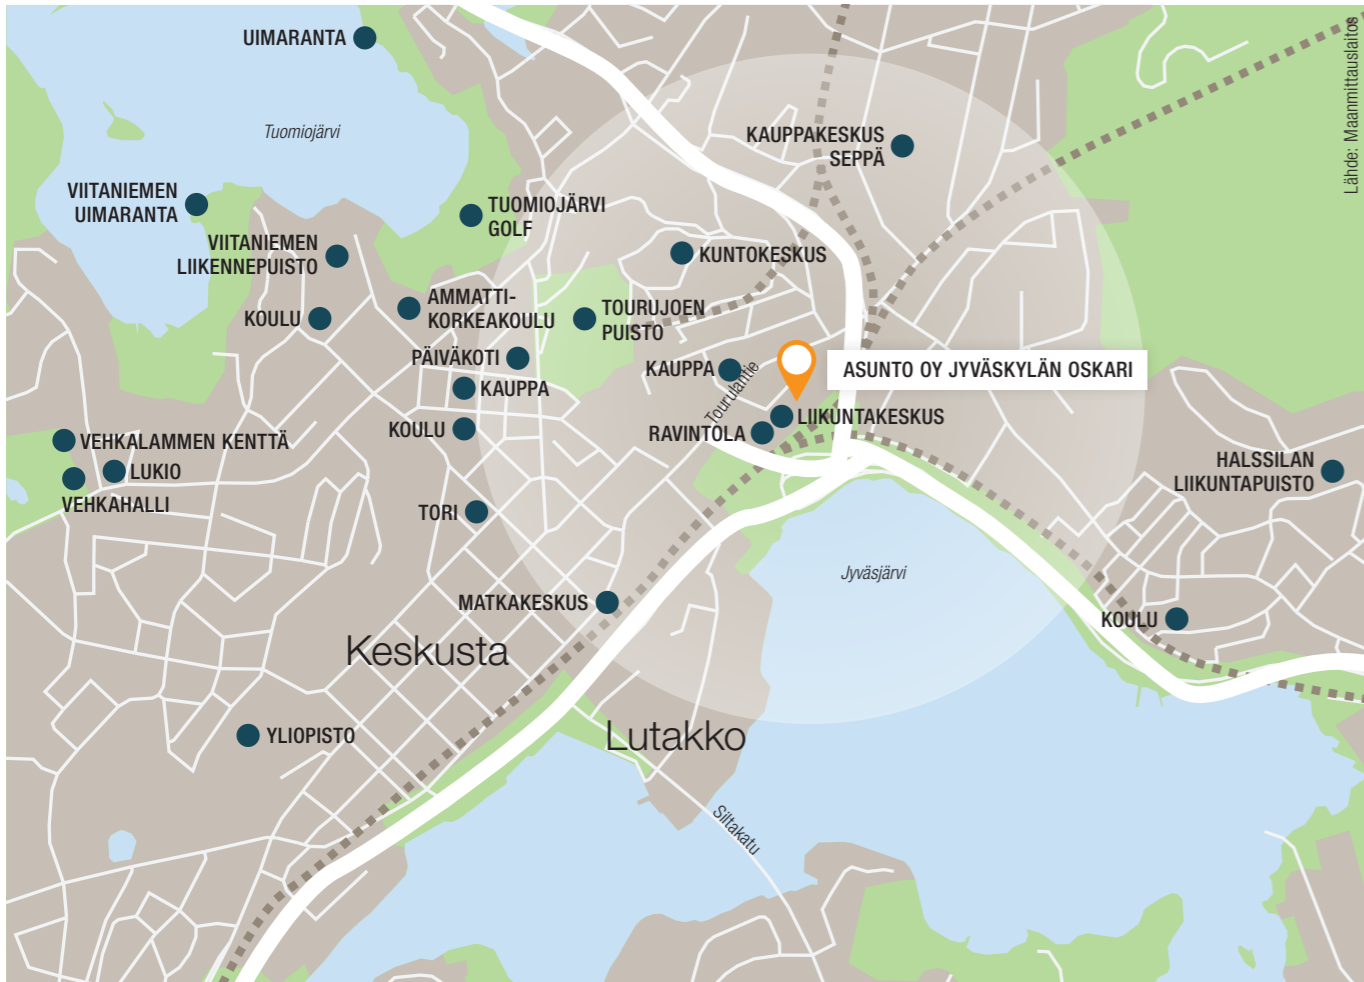 UIMARANTA
Tuomiojärvi
KAUPPAKESKUS
SEPPÄ
Lähde: Maanmittauslaitos
VIITANIEMEN
UIMARANTA
TUOMIOJÄRVI
GOLF
VIITANIEMEN
LIIKENNEPUISTO
KUNTOKESKUS
AMMATTI-
KORKEAKOULU
TOURUJOEN
PUISTO
KOULU
PÄIVÄKOTI
KAUPPA
ASUNTO OY JYVÄSKYLÄN OSKARI
KAUPPA
Tourulantie
LIIKUNTAKESKUS
RAVINTOLA
KOULU
VEHKALAMMEN KENTTÄ
LUKIO
VEHKAHALLI
HALSSILAN
LIIKUNTAPUISTO
TORI
Jyväsjärvi
MATKAKESKUS
KOULU
Keskusta
YLIOPISTO
Lutakko
Siltakatu